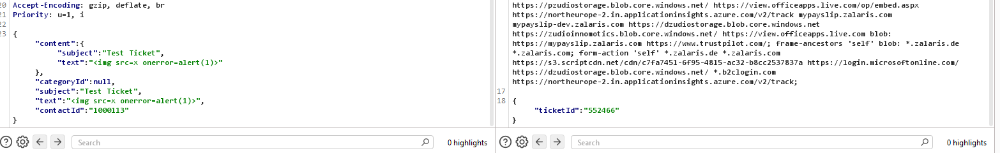 20 Accept-Encoding: gzip, deflate, br
21 Priority: u=1, i
22
23 {
"content":{
"subject":"Test Ticket",
"text":"<img src=x onerror=alert(1)>"
},
"categoryId":null,
"subject":"Test Ticket",
"text":"<img src=x onerror=alert(1)>",
"contactId":"1000113"
}
Search
0 highlights
https://pzudiostorage.blob.core.windows.net/ https://view.officeapps.live.com/op/embed.aspx
https://northeurope-2.in.applicationinsights.azure.com/v2/track mypayslip.zalaris.com
mypayslip-dev.zalaris.com https://dzudiostorage.blob.core.windows.net
https://zudioinnomotics.blob.core.windows.net/ https://view.officeapps.live.com blob:
https://mypayslip.zalaris.com https://www.trustpilot.com/; frame-ancestors 'self' blob: *.zalaris.de
*.zalaris.com; form-action 'self' *.zalaris.de *.zalaris.com
https://s3.scriptcdn.net/cdn/c7fa7451-6f95-4815-ac32-b8cc2537837a https://login.microsoftonline.com/
https://dzudiostorage.blob.core.windows.net/ *.b2clogin.com
https://northeurope-2.in.applicationinsights.azure.com/v2/track;
17
18 {
"ticketId":"552466"
}
Search
0 highlights